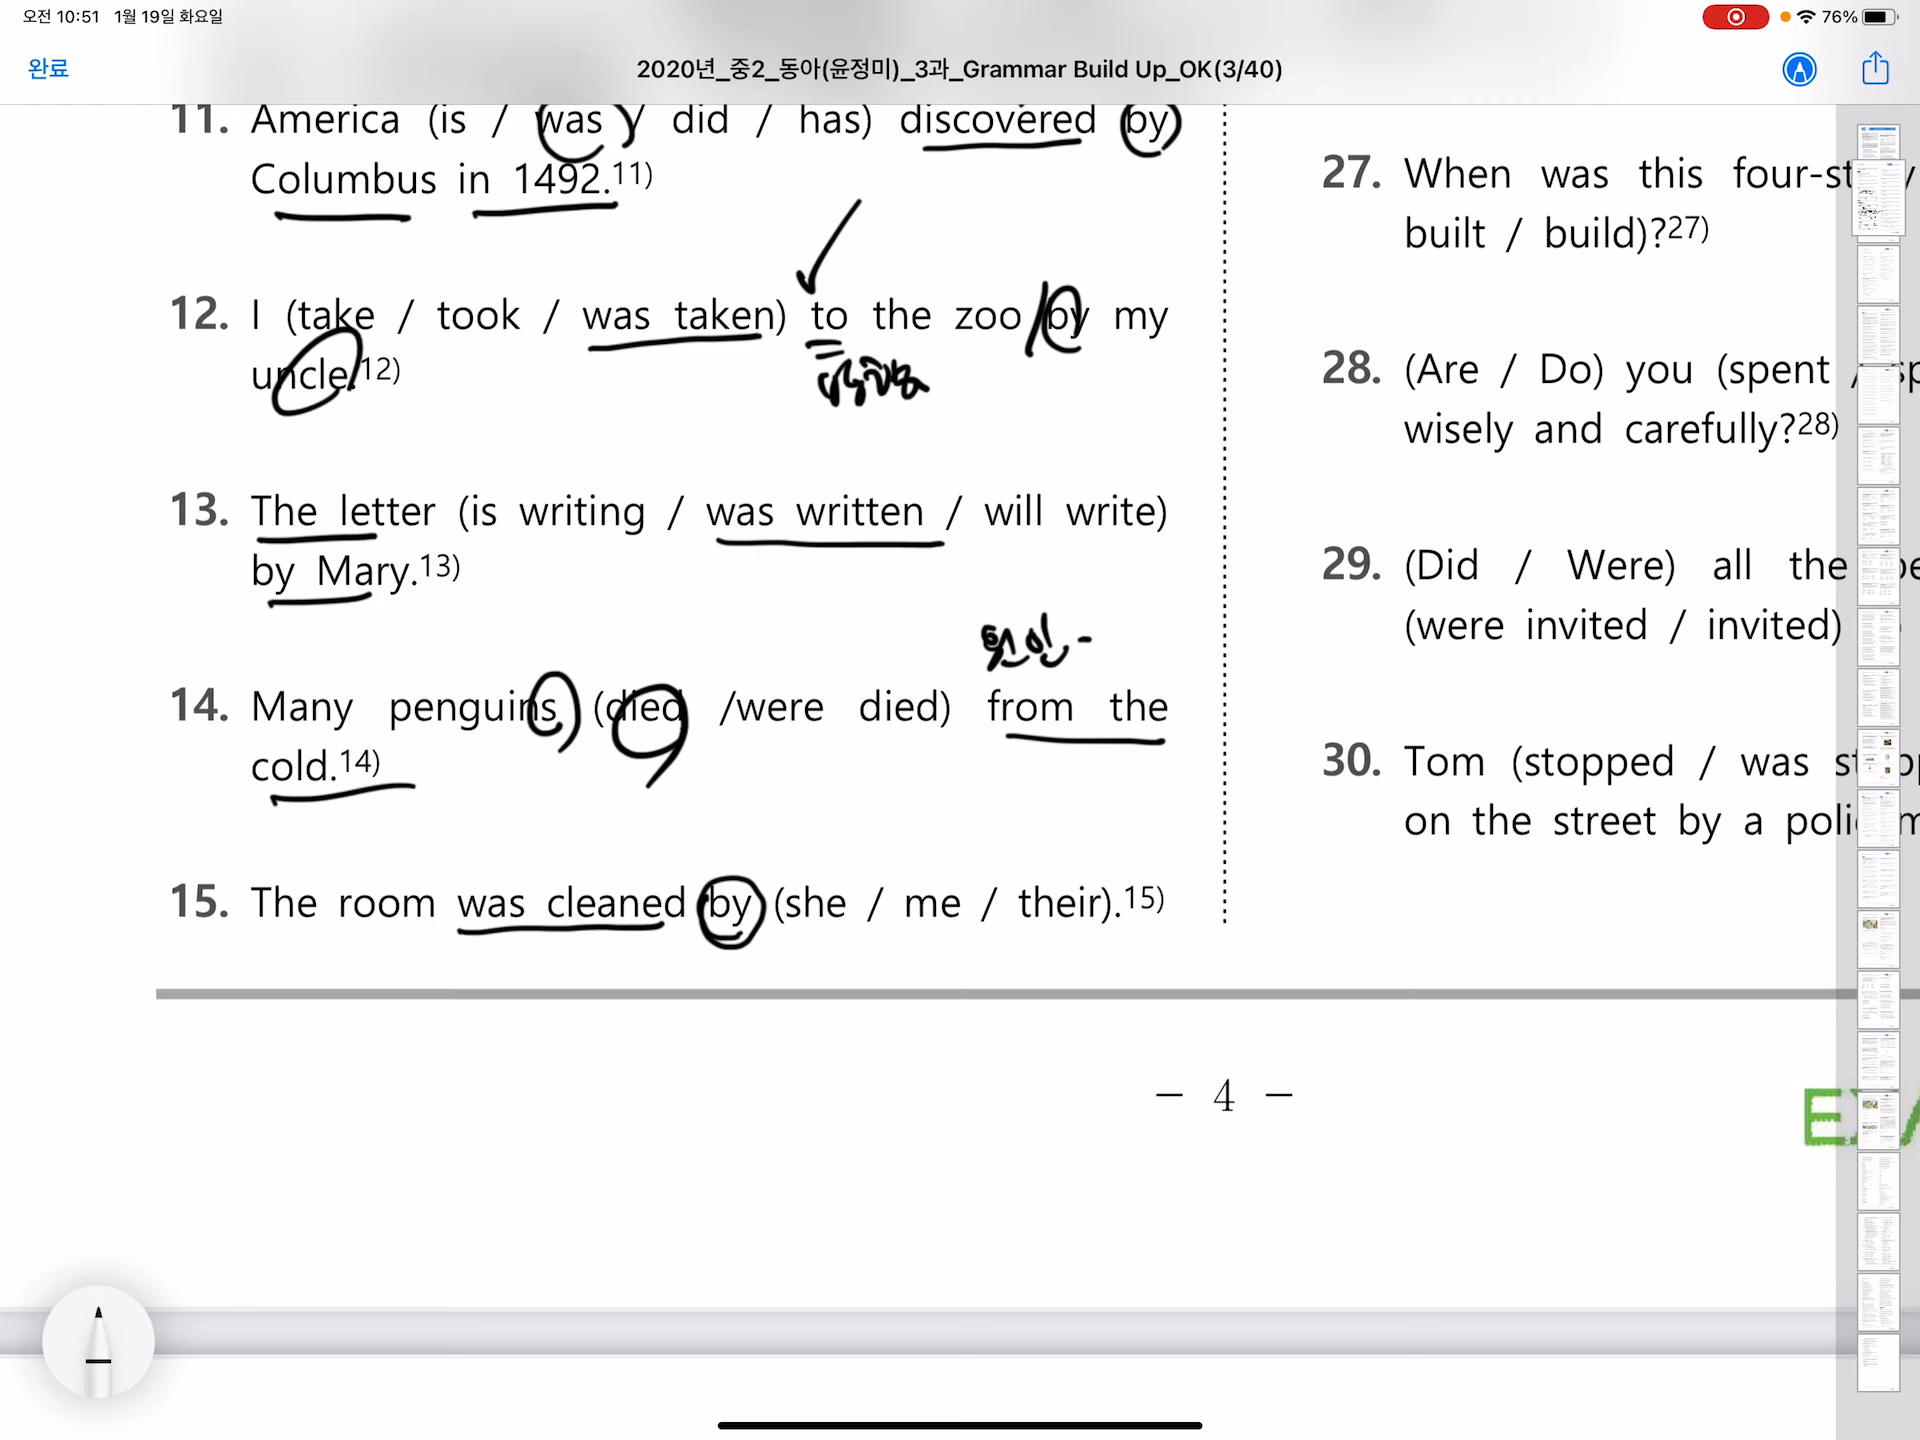 오전 10:51 1월 19일 화요일
76%
완료
2020년_중2_동아(윤정미)_3과_Grammar Build Up_OK(3/40)
11. America (is / was / did / has) discovered by
Columbus in 1492.11)
12. I (take / took / was taken) to the zoo by my
uncle.12)
13. The letter (is writing / was written / will write)
by Mary.13)
원인-
14. Many penguins (died /were died) from the
cold.14)
15. The room was cleaned by (she / me / their).15)
27. When was this
built / build)?27)
28. (Are / Do) you (spent /
wisely and carefully?28)
29. (Did / Were) all the
(were invited / invited)
30. Tom (stopped / was
on the street by a
- 4 -